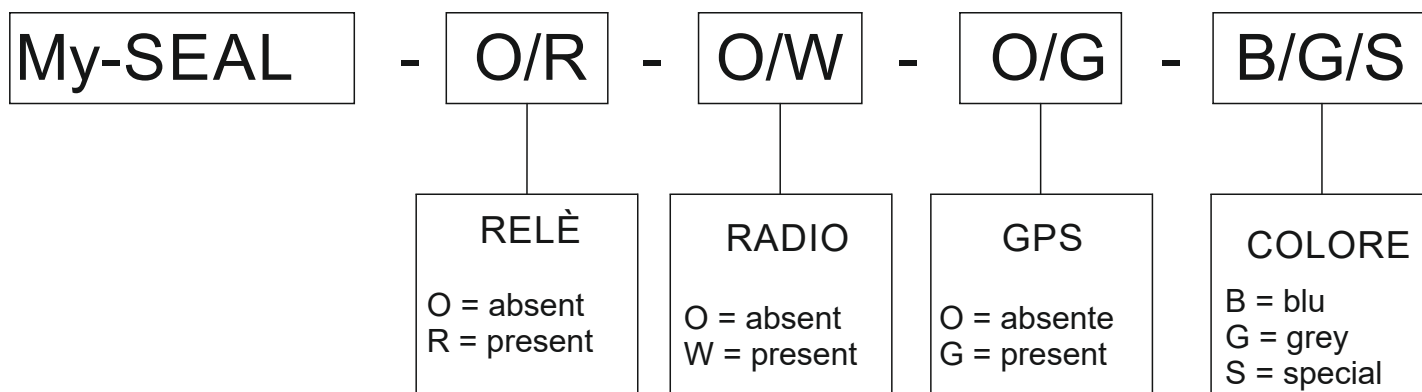 My-SEAL - O/R - O/W - O/G - B/G/S
RELÈ
O = absent
R = present
RADIO
O = absent
W = present
GPS
O = absente
G = present
COLORE
B = blu
G = grey
S = special